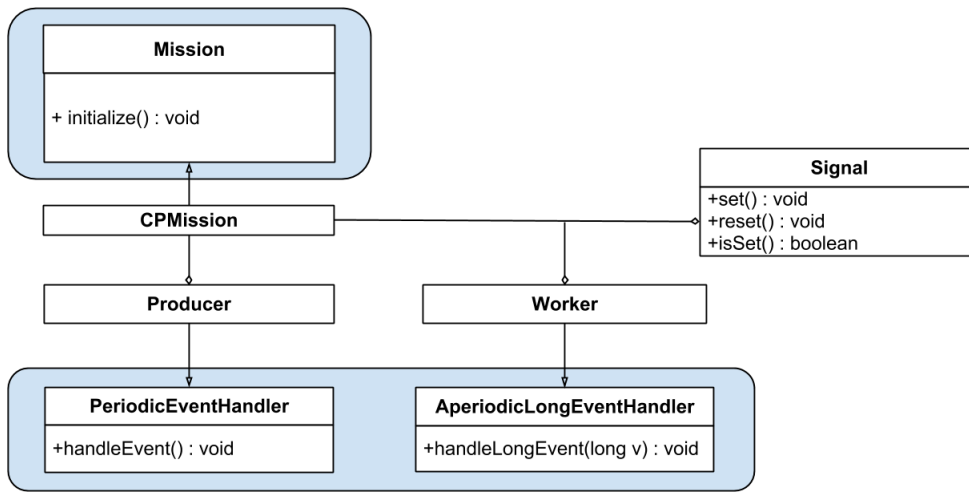 Mission
+ initialize() : void
CPMission
Signal
+set() : void
+reset() : void
+isSet() : boolean
Producer
Worker
PeriodicEventHandler
+handleEvent() : void
AperiodicLongEventHandler
+handleLongEvent(long v) : void